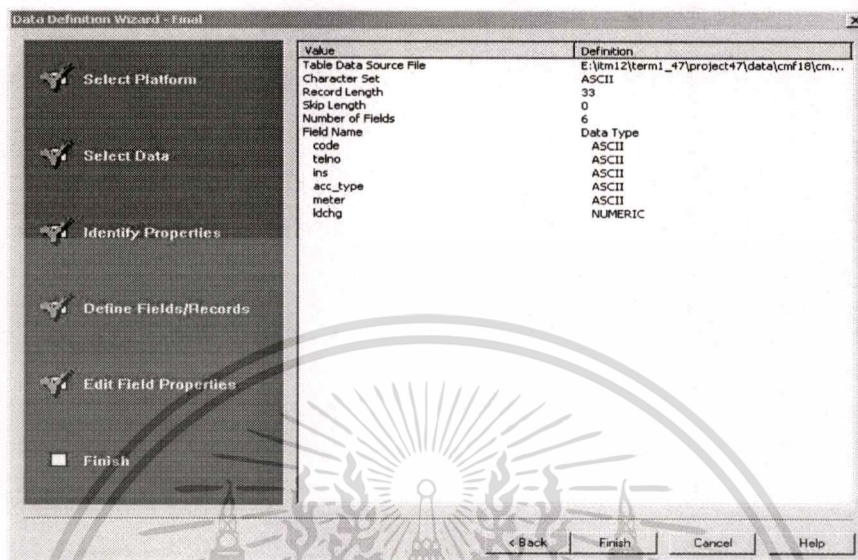 Data Definition Wizard - Final
Select Platform
Select Data
Identify Properties
Define Fields/Records
Edit Field Properties
Finish
Value Definition
Table Data Source File E:\itm12\term1_47\project47\data\cmf18\cm...
Character Set ASCII
Record Length 33
Skip Length 0
Number of Fields 6
Field Name Data Type
code ASCII
telno ASCII
ins ASCII
acc_type ASCII
meter ASCII
ldchg NUMERIC
< Back Finish Cancel Help